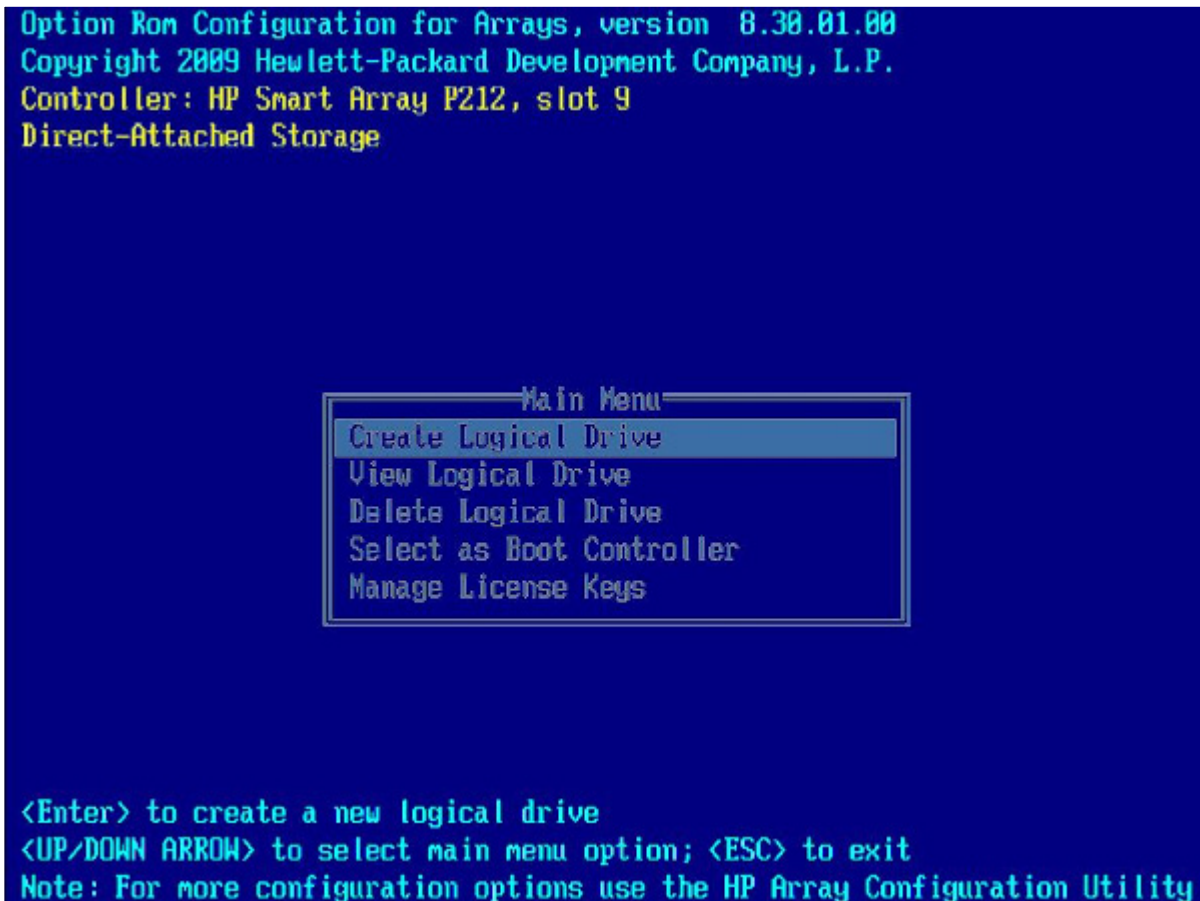 Option Rom Configuration for Arrays, version  8.30.01.00
Copyright 2009 Hewlett-Packard Development Company, L.P.
Controller: HP Smart Array P212, slot 9
Direct-Attached Storage
Main Menu
Create Logical Drive
View Logical Drive
Delete Logical Drive
Select as Boot Controller
Manage License Keys
<Enter> to create a new logical drive
<UP/DOWN ARROW> to select main menu option; <ESC> to exit
Note: For more configuration options use the HP Array Configuration Utility